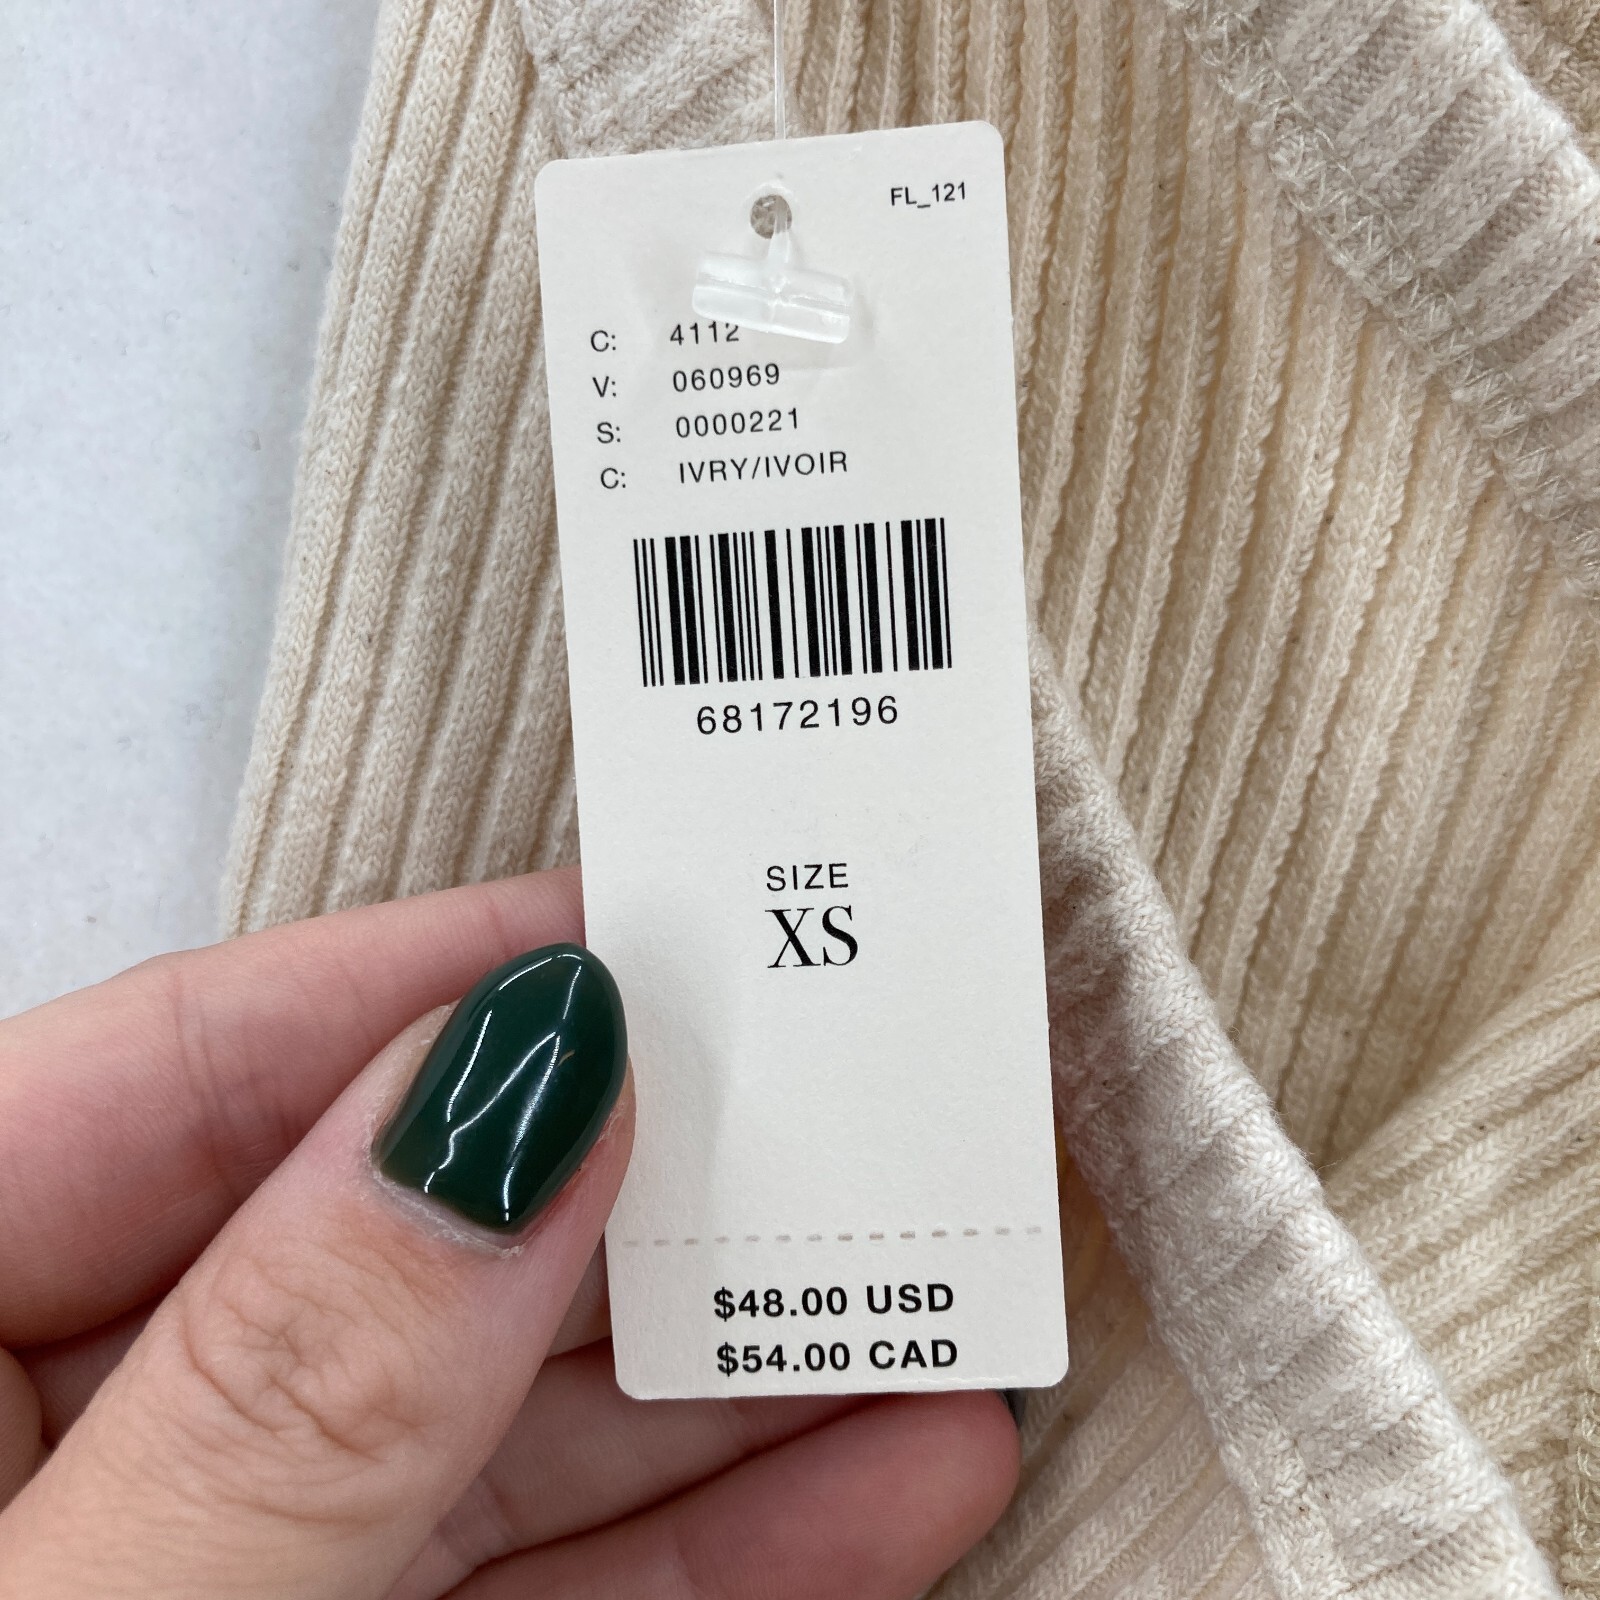 FL_121
C: 4112
V: 060969
S: 0000221
C: IVRY/IVOIR
68172196
SIZE
XS
$48.00 USD
$54.00 CAD